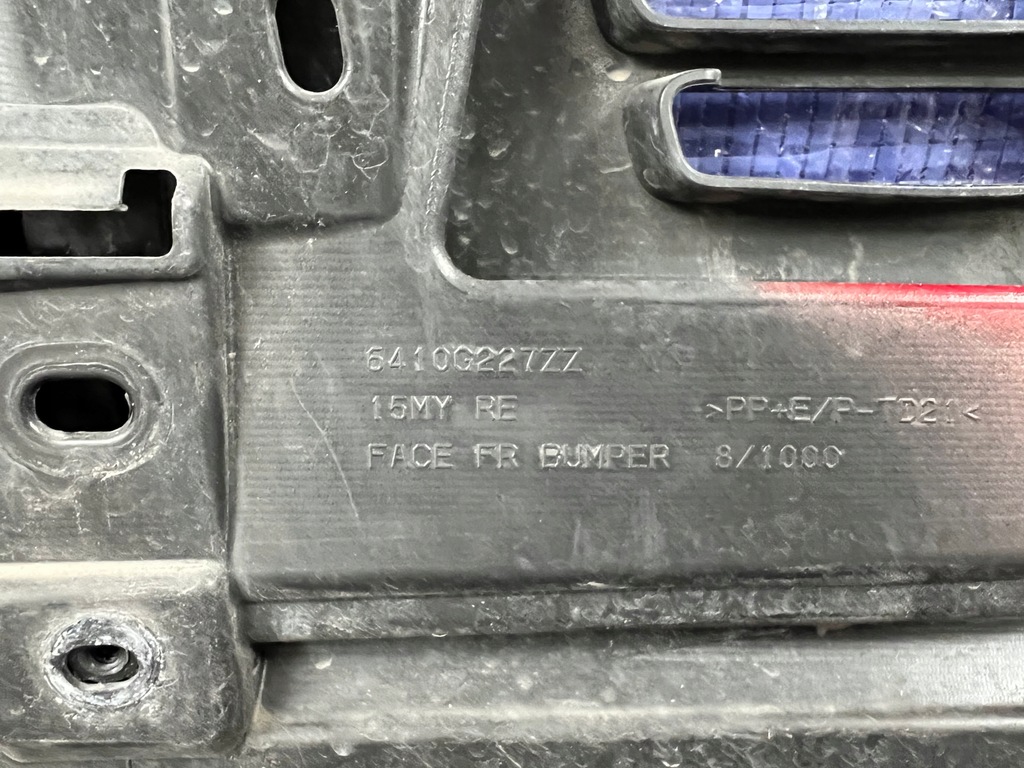 6410G227ZZ
15MY RE >PP+E/P-TD21<
FACE FR BUMPER 8/1000